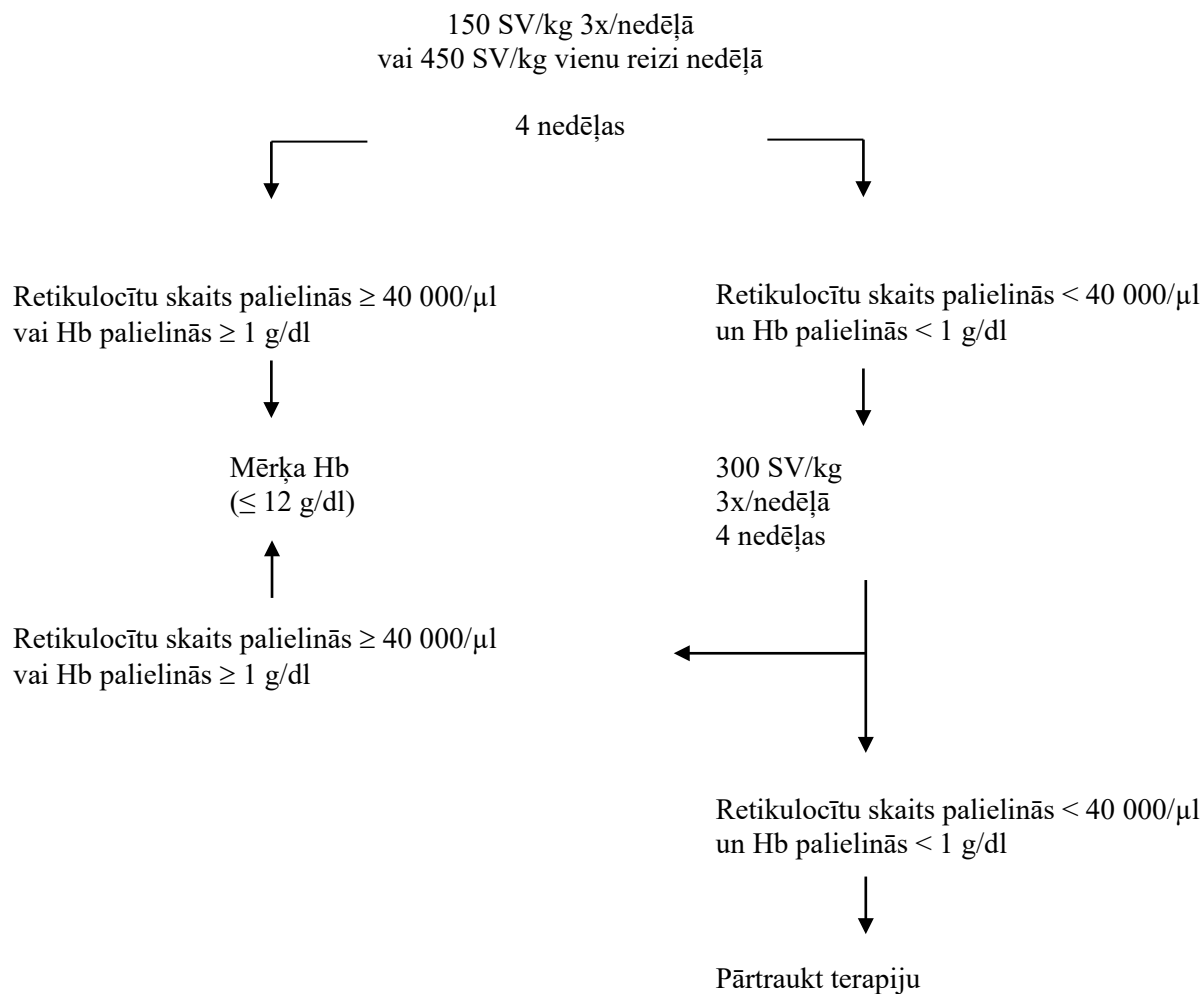 150 SV/kg 3x/nedēļā
vai 450 SV/kg vienu reizi nedēļā
4 nedēļas
Retikulocītu skaits palielinās ≥ 40 000/µl
vai Hb palielinās ≥ 1 g/dl
Retikulocītu skaits palielinās < 40 000/µl
un Hb palielinās < 1 g/dl
Mērķa Hb
(≤ 12 g/dl)
300 SV/kg
3x/nedēļā
4 nedēļas
Retikulocītu skaits palielinās ≥ 40 000/µl
vai Hb palielinās ≥ 1 g/dl
Retikulocītu skaits palielinās < 40 000/µl
un Hb palielinās < 1 g/dl
Pārtraukt terapiju